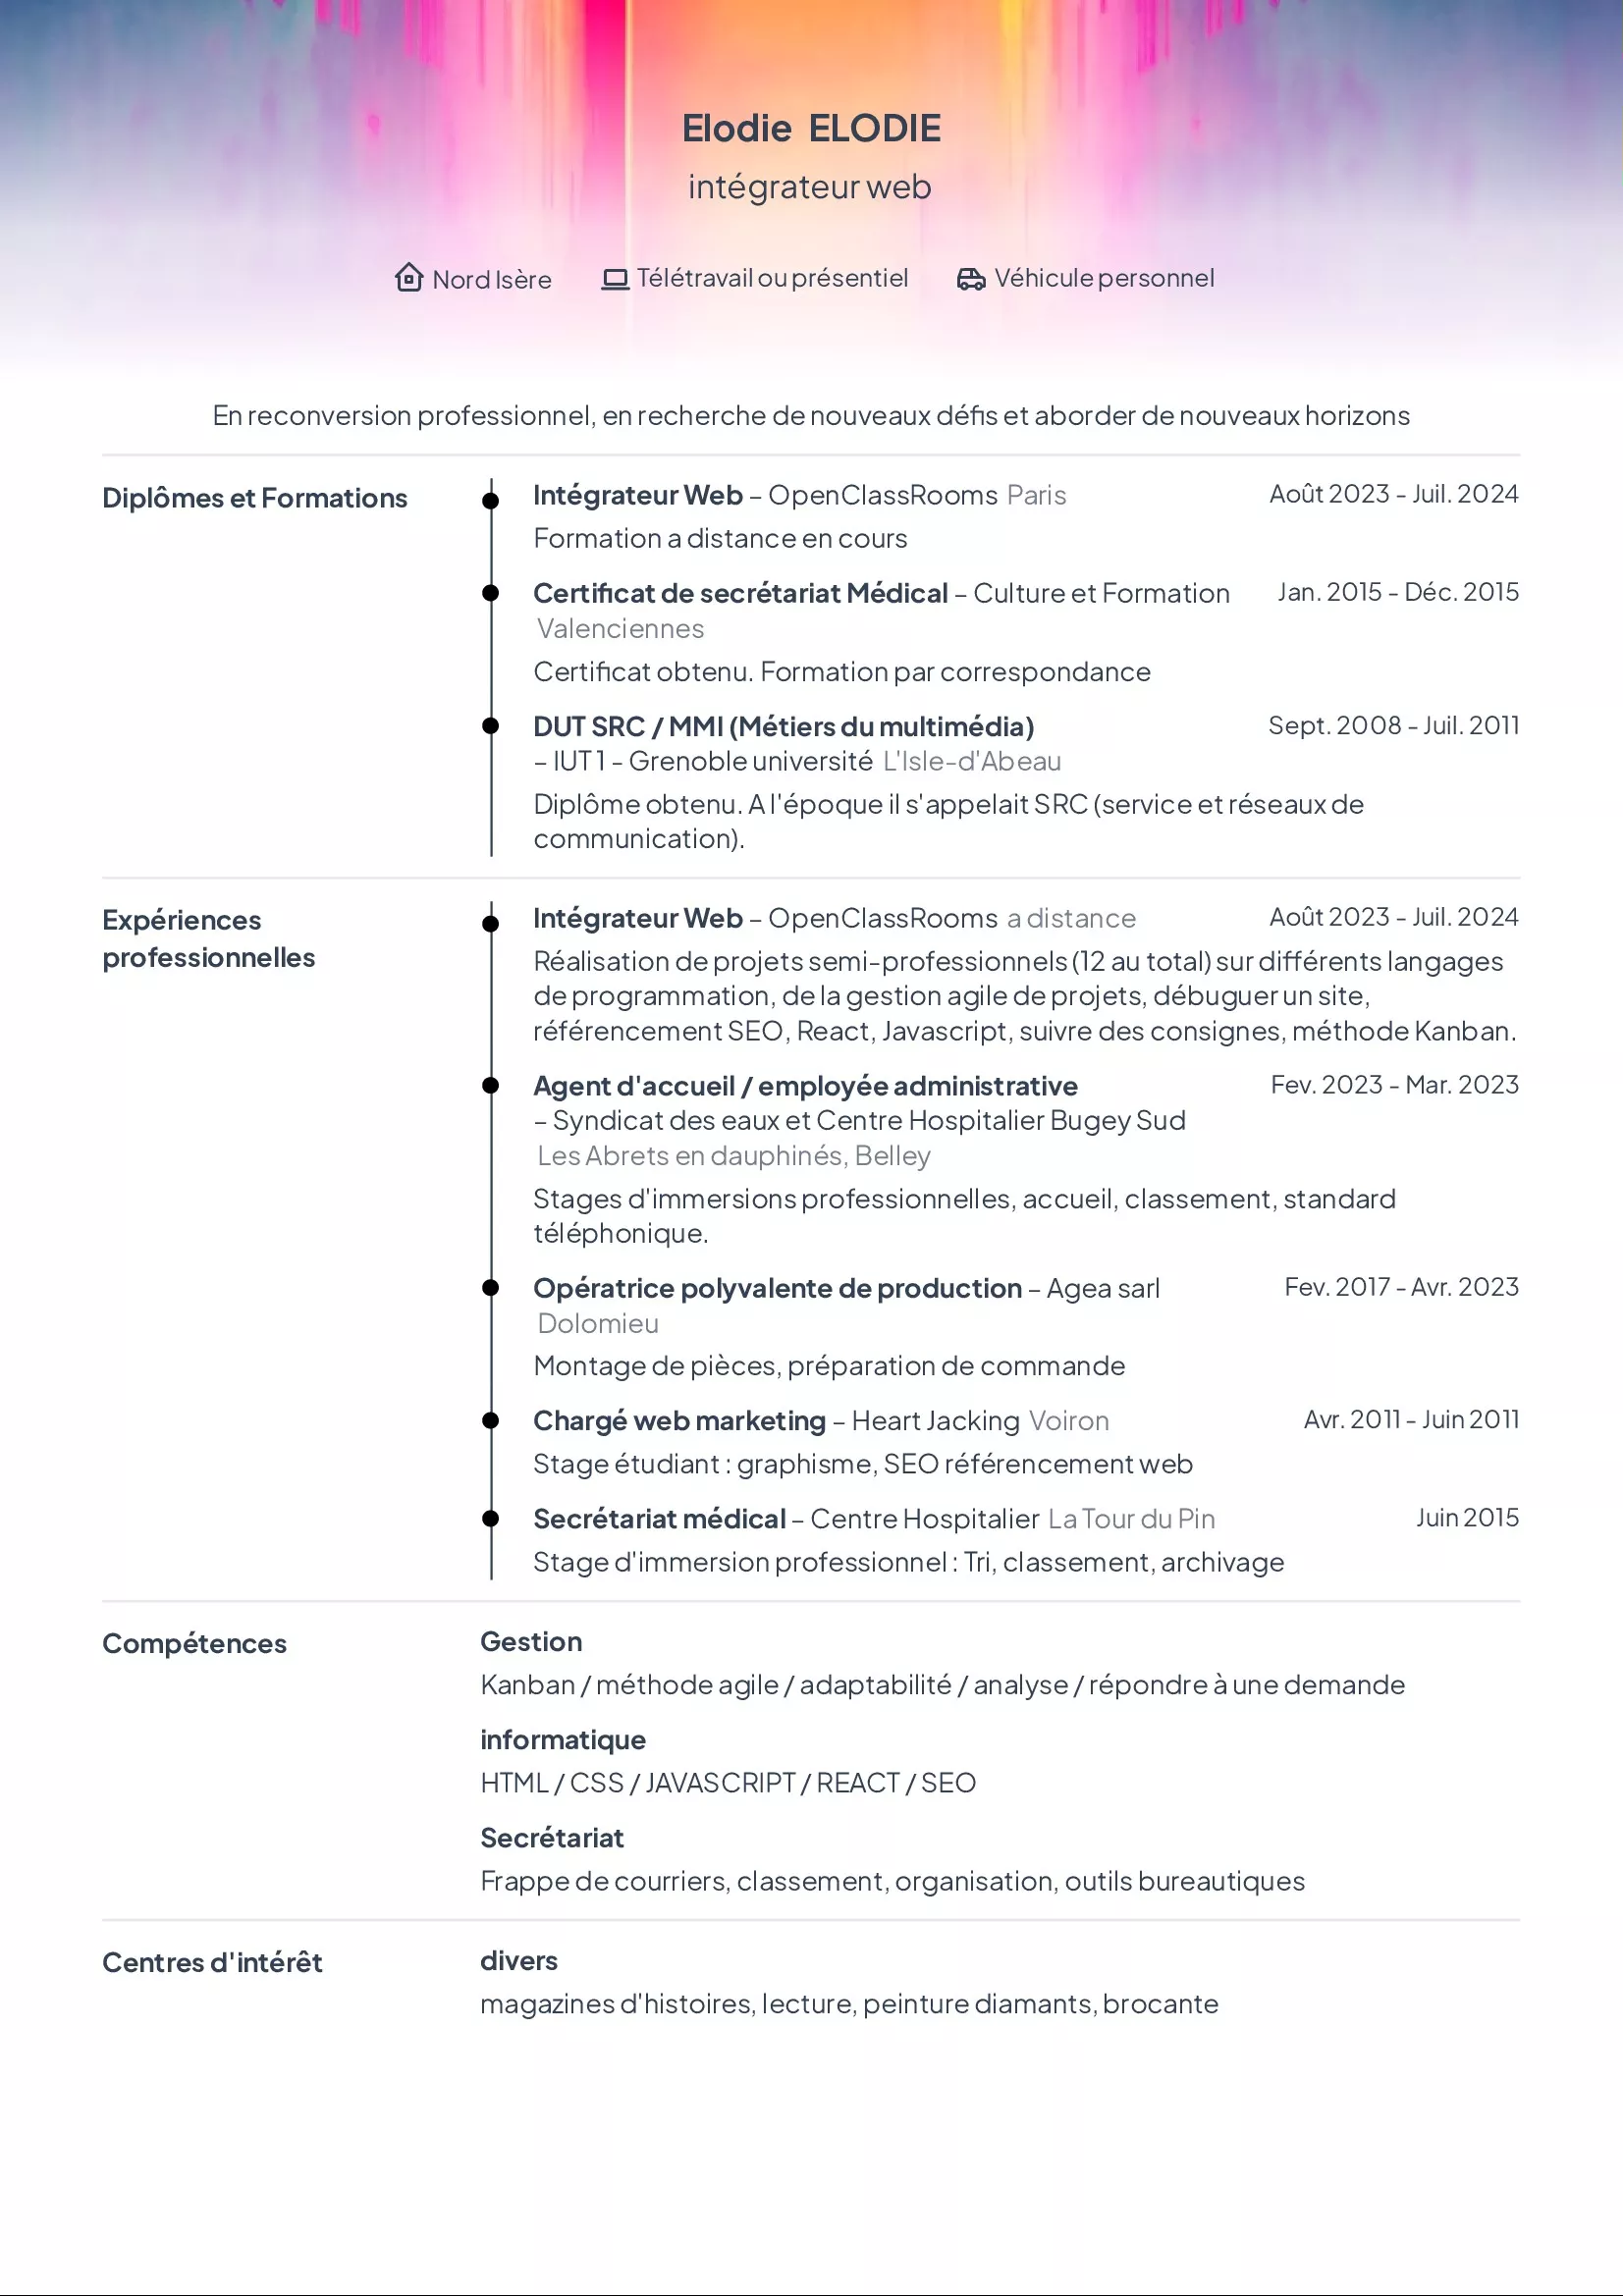 Elodie ELODIE
intégrateur web
Nord Isère
Télétravail ou présentiel
Véhicule personnel
En reconversion professionnel, en recherche de nouveaux défis et aborder de nouveaux horizons
Diplômes et Formations
Intégrateur Web – OpenClassRooms Paris
Août 2023 - Juil. 2024
Formation a distance en cours
Certificat de secrétariat Médical – Culture et Formation
Jan. 2015 - Déc. 2015
Valenciennes
Certificat obtenu. Formation par correspondance
DUT SRC / MMI (Métiers du multimédia)
Sept. 2008 - Juil. 2011
– IUT 1 - Grenoble université L'Isle-d'Abeau
Diplôme obtenu. A l'époque il s'appelait SRC (service et réseaux de
communication).
Expériences
professionnelles
Intégrateur Web – OpenClassRooms a distance
Août 2023 - Juil. 2024
Réalisation de projets semi-professionnels (12 au total) sur différents langages
de programmation, de la gestion agile de projets, débuguer un site,
référencement SEO, React, Javascript, suivre des consignes, méthode Kanban.
Agent d'accueil / employée administrative
Fev. 2023 - Mar. 2023
– Syndicat des eaux et Centre Hospitalier Bugey Sud
Les Abrets en dauphinés, Belley
Stages d'immersions professionnelles, accueil, classement, standard
téléphonique.
Opératrice polyvalente de production – Agea sarl
Fev. 2017 - Avr. 2023
Dolomieu
Montage de pièces, préparation de commande
Chargé web marketing – Heart Jacking Voiron
Avr. 2011 - Juin 2011
Stage étudiant : graphisme, SEO référencement web
Secrétariat médical – Centre Hospitalier La Tour du Pin
Juin 2015
Stage d'immersion professionnel : Tri, classement, archivage
Compétences
Gestion
Kanban / méthode agile / adaptabilité / analyse / répondre à une demande
informatique
HTML / CSS / JAVASCRIPT / REACT / SEO
Secrétariat
Frappe de courriers, classement, organisation, outils bureautiques
Centres d'intérêt
divers
magazines d'histoires, lecture, peinture diamants, brocante